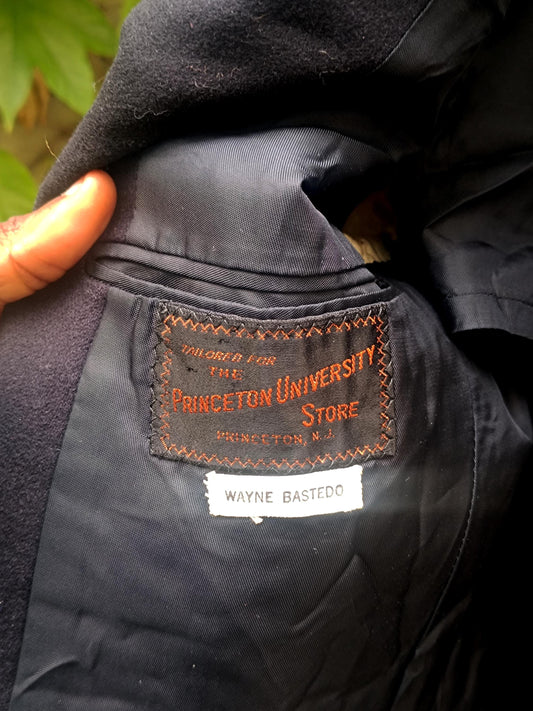 TAILORED FOR
THE
PRINCETON UNIVERSITY
STORE
PRINCETON, N.J.
WAYNE BASTEDO